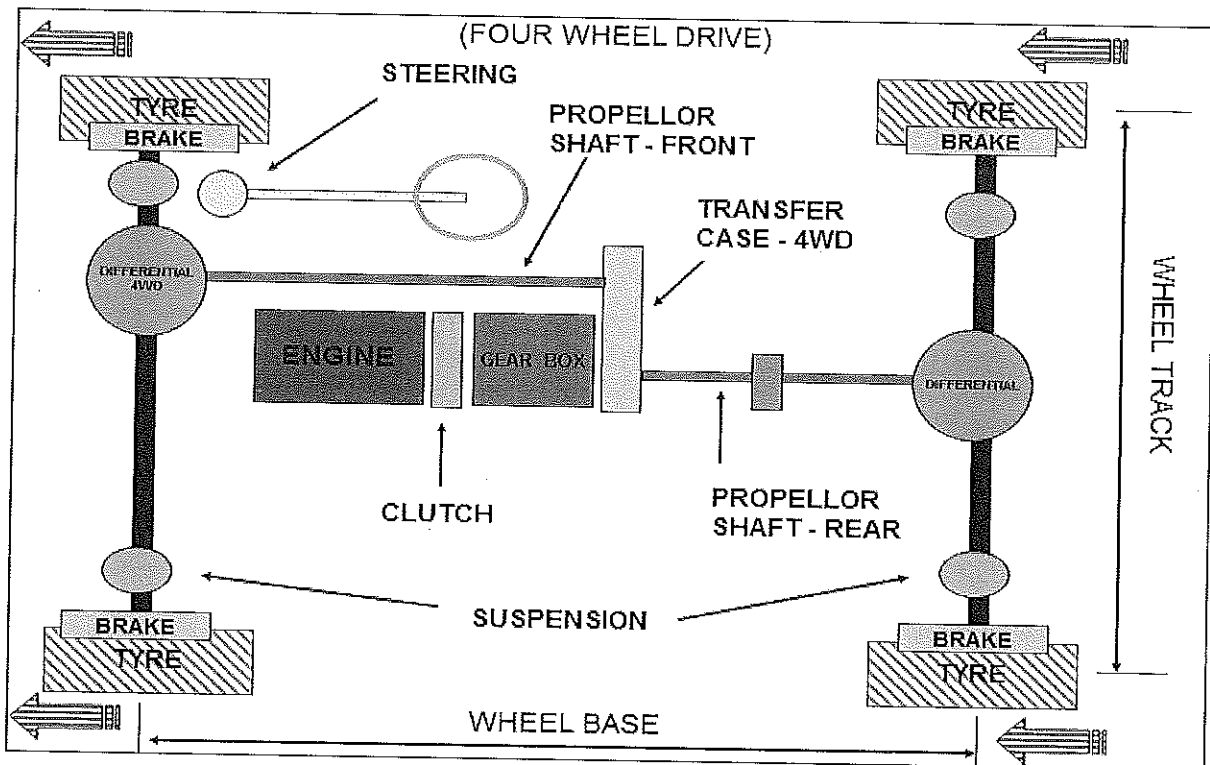 (FOUR WHEEL DRIVE)
STEERING
TYRE
BRAKE
PROPELLOR
SHAFT - FRONT
TYRE
BRAKE
TRANSFER
CASE - 4WD
DIFFERENTIAL
4WD
ENGINE
GEAR BOX
DIFFERENTIAL
WHEEL TRACK
CLUTCH
PROPELLOR
SHAFT - REAR
SUSPENSION
BRAKE
TYRE
BRAKE
TYRE
WHEEL BASE